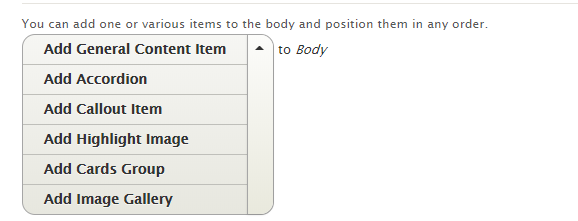 You can add one or various items to the body and position them in any order.
Add General Content Item to Body
Add Accordion
Add Callout Item
Add Highlight Image
Add Cards Group
Add Image Gallery